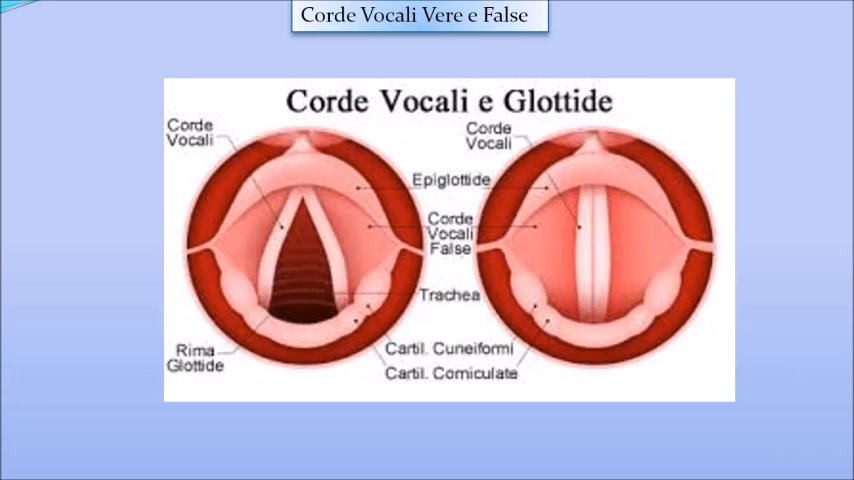 Corde Vocali Vere e False
Corde Vocali e Glottide
Corde
Vocali
Corde
Vocali
Epiglottide
Corde
Vocali
False
Trachea
Rima
Glottide
Cartil. Cuneiformi
Cartil. Corniculate